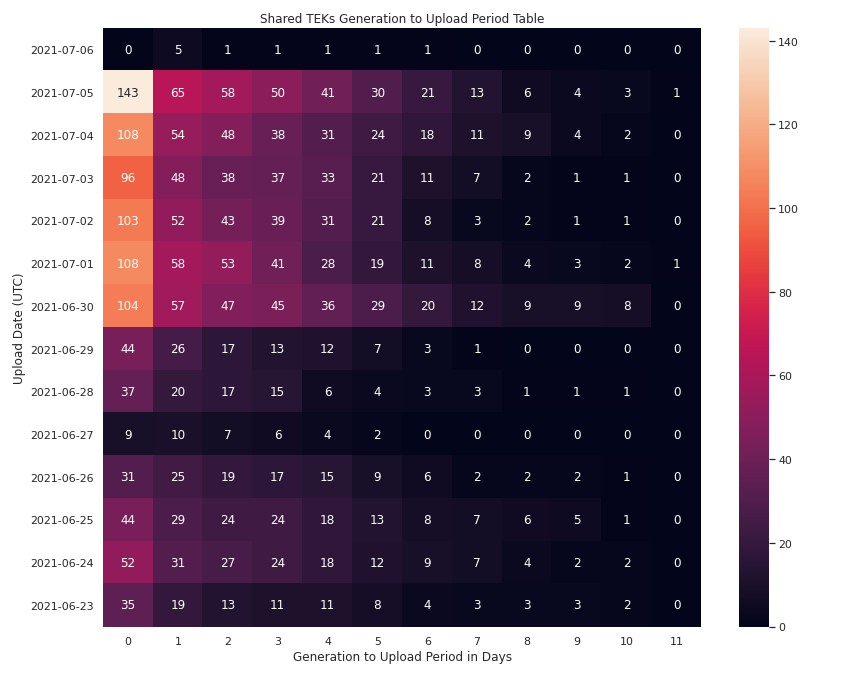 Shared TEKs Generation to Upload Period Table
Upload Date (UTC)
2021-07-06 0 5 1 1 1 1 1 0 0 0 0 0
2021-07-05 143 65 58 50 41 30 21 13 6 4 3 1
2021-07-04 108 54 48 38 31 24 18 11 9 4 2 0
2021-07-03 96 48 38 37 33 21 11 7 2 1 1 0
2021-07-02 103 52 43 39 31 21 8 3 2 1 1 0
2021-07-01 108 58 53 41 28 19 11 8 4 3 2 1
2021-06-30 104 57 47 45 36 29 20 12 9 9 8 0
2021-06-29 44 26 17 13 12 7 3 1 0 0 0 0
2021-06-28 37 20 17 15 6 4 3 3 1 1 1 0
2021-06-27 9 10 7 6 4 2 0 0 0 0 0 0
2021-06-26 31 25 19 17 15 9 6 2 2 2 1 0
2021-06-25 44 29 24 24 18 13 8 7 6 5 1 0
2021-06-24 52 31 27 24 18 12 9 7 4 2 2 0
2021-06-23 35 19 13 11 11 8 4 3 3 3 2 0
0 1 2 3 4 5 6 7 8 9 10 11
Generation to Upload Period in Days
140
120
100
80
60
40
20
0